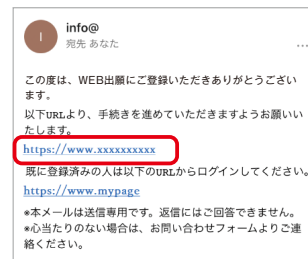 I
info@
宛先 あなた
...
この度は、WEB出願にご登録いただきありがとうござい
ます。
以下URLより、手続きを進めていただきますようお願いい
たします。
https://www.xxxxxxxxxx
既に登録済みの人は以下のURLからログインしてください。
https://www.mypage
*本メールは送信専用です。返信にはご回答できません。
*心当たりのない場合は、お問い合わせフォームよりご連
絡ください。